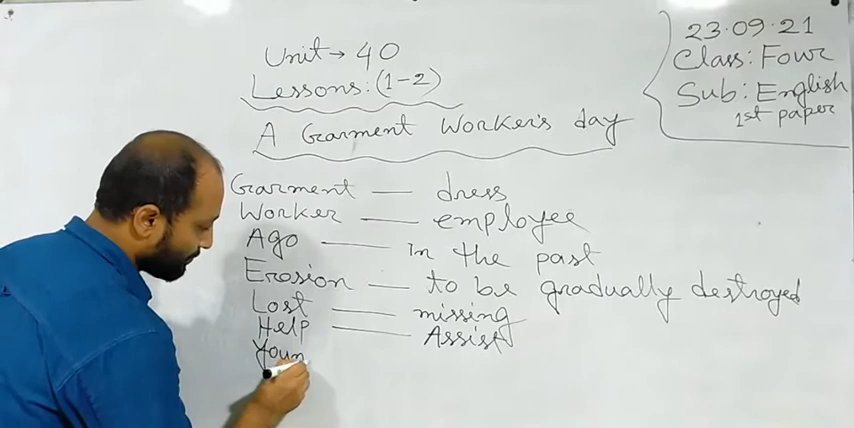 Unit → 40
Lessons: (1-2)
A Garment Worker's day
23.09.21
Class: Four
Sub: English
1st paper
Garment — dress
Worker — employee
Ago — in the past
Erosion — to be gradually destroyed
Lost — missing
Help — Assist
Youn